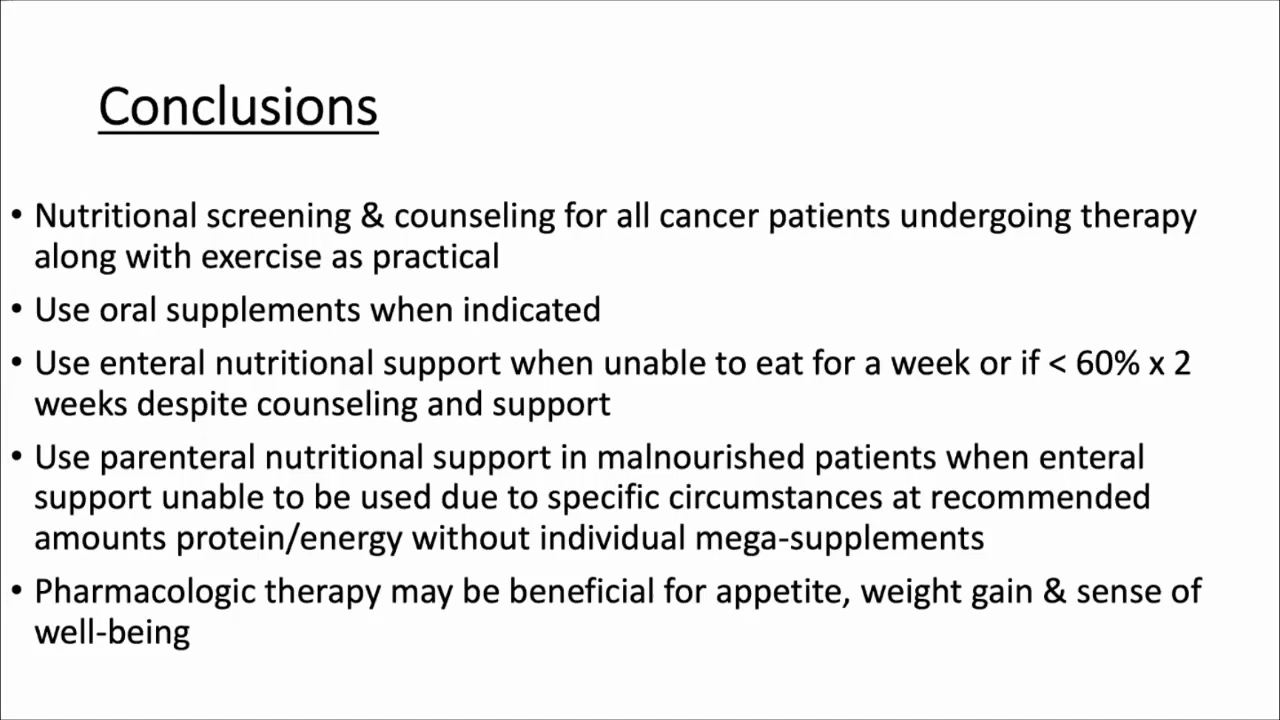 Conclusions
• Nutritional screening & counseling for all cancer patients undergoing therapy
along with exercise as practical
• Use oral supplements when indicated
• Use enteral nutritional support when unable to eat for a week or if < 60% x 2
weeks despite counseling and support
• Use parenteral nutritional support in malnourished patients when enteral
support unable to be used due to specific circumstances at recommended
amounts protein/energy without individual mega-supplements
• Pharmacologic therapy may be beneficial for appetite, weight gain & sense of
well-being